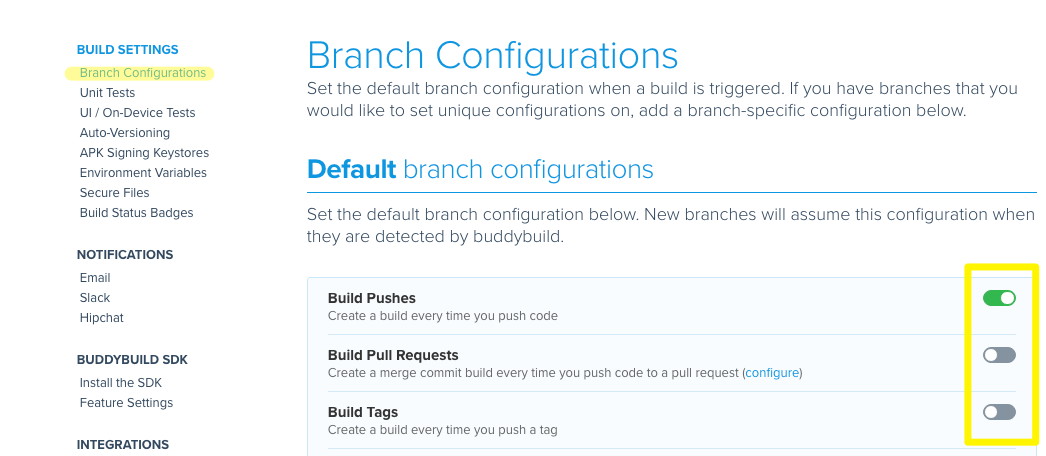 BUILD SETTINGS
Branch Configurations
Unit Tests
UI / On-Device Tests
Auto-Versioning
APK Signing Keystores
Environment Variables
Secure Files
Build Status Badges
NOTIFICATIONS
Email
Slack
Hipchat
BUDDYBUILD SDK
Install the SDK
Feature Settings
INTEGRATIONS
Branch Configurations
Set the default branch configuration when a build is triggered. If you have branches that you
would like to set unique configurations on, add a branch-specific configuration below.
Default branch configurations
Set the default branch configuration below. New branches will assume this configuration when
they are detected by buddybuild.
Build Pushes
Create a build every time you push code
Build Pull Requests
Create a merge commit build every time you push code to a pull request (configure)
Build Tags
Create a build every time you push a tag